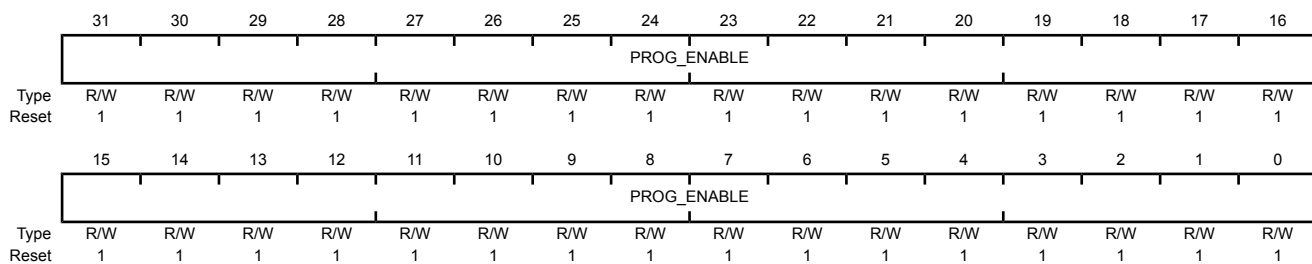 31 30 29 28 27 26 25 24 23 22 21 20 19 18 17 16
PROG_ENABLE
Type R/W R/W R/W R/W R/W R/W R/W R/W R/W R/W R/W R/W R/W R/W R/W R/W
Reset 1 1 1 1 1 1 1 1 1 1 1 1 1 1 1 1
15 14 13 12 11 10 9 8 7 6 5 4 3 2 1 0
PROG_ENABLE
Type R/W R/W R/W R/W R/W R/W R/W R/W R/W R/W R/W R/W R/W R/W R/W R/W
Reset 1 1 1 1 1 1 1 1 1 1 1 1 1 1 1 1